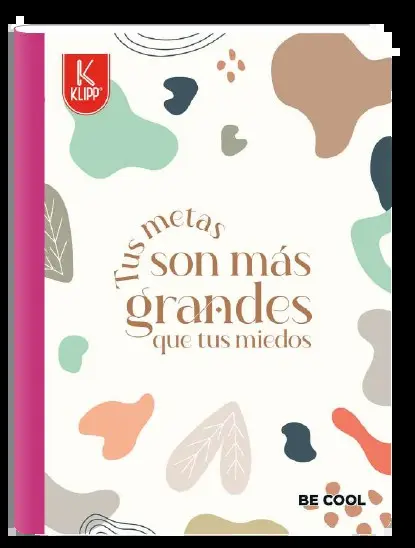 KLIPP®
Tus metas
son más
grandes
que tus miedos
BE COOL